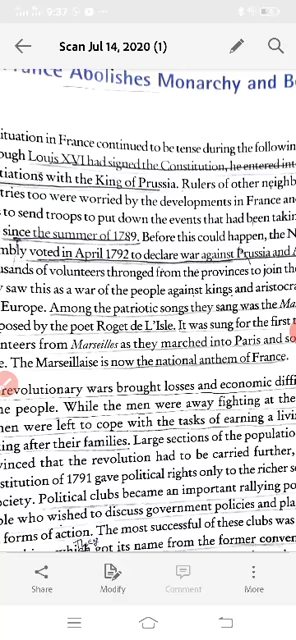 9:37
Scan Jul 14, 2020 (1)
France Abolishes Monarchy and B
ituation in France continued to be tense during the followin
ough Louis XVI had signed the Constitution, he entered int
tiations with the King of Prussia. Rulers of other neighb
tries too were worried by the developments in France an
to send troops to put down the events that had been takin
since the summer of 1789. Before this could happen, the N
mbly voted in April 1792 to declare war against Prussia and A
usands of volunteers thronged from the provinces to join th
y saw this as a war of the people against kings and aristocra
Europe. Among the patriotic songs they sang was the Ma
posed by the poet Roget de L'Isle. It was sung for the first t
nteers from Marseilles as they marched into Paris and so
e. The Marseillaise is now the national anthem of France.
revolutionary wars brought losses and economic diffi
he people. While the men were away fighting at the
men were left to cope with the tasks of earning a livi
ing after their families. Large sections of the populatio
vinced that the revolution had to be carried further,
stitution of 1791 gave political rights only to the richer s
ociety. Political clubs became an important rallying po
ple who wished to discuss government policies and pla
forms of action. The most successful of these clubs was
They
which got its name from the former conven
Share
Modify
Comment
More